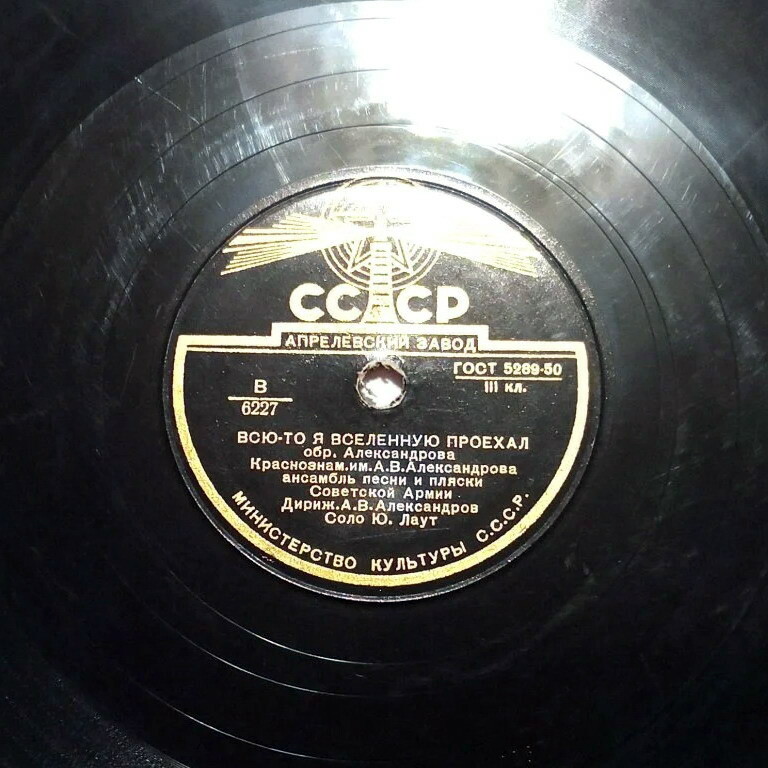 СССР
АПРЕЛЕВСКИЙ ЗАВОД
ГОСТ 5289-50
III кл.
В
6227
ВСЮ-ТО Я ВСЕЛЕННУЮ ПРОЕХАЛ
обр. Александрова
Краснознам.им.А.В.Александрова
ансамбль песни и пляски
Советской Армии
Дириж.А.В.Александров
Соло Ю. Лаут
МИНИСТЕРСТВО КУЛЬТУРЫ С.С.С.Р.